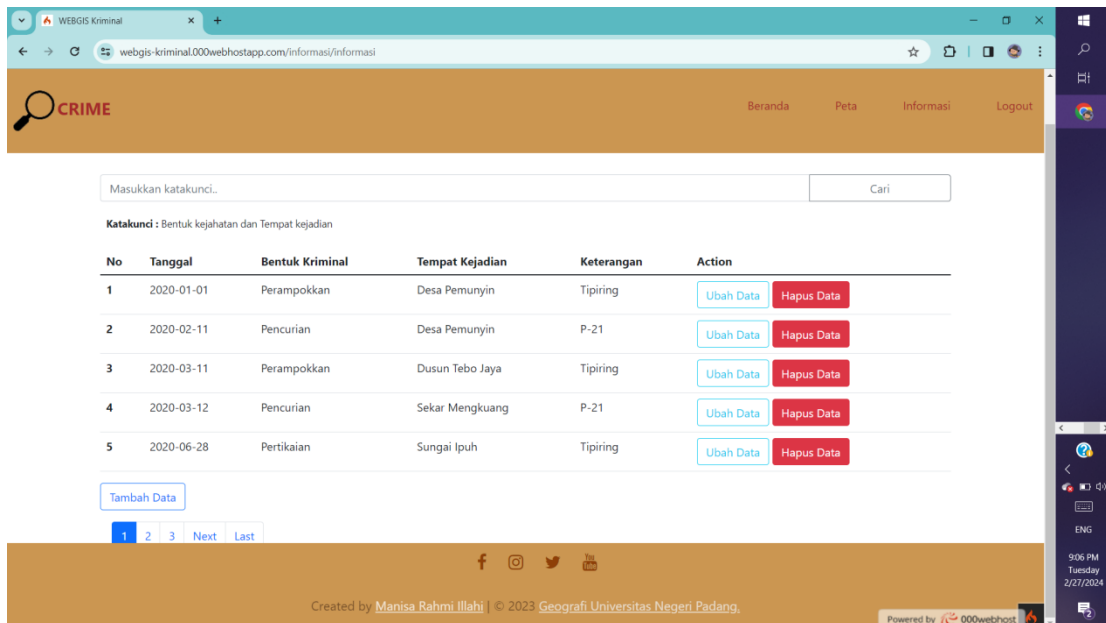 WEBGIS Kriminal
webgis-kriminal.000webhostapp.com/informasi/informasi
CRIME
Beranda Peta Informasi Logout
Masukkan katakunci.. Cari
Katakunci : Bentuk kejahatan dan Tempat kejadian
No Tanggal Bentuk Kriminal Tempat Kejadian Keterangan Action
1 2020-01-01 Perampokkan Desa Pemunyin Tipiring Ubah Data Hapus Data
2 2020-02-11 Pencurian Desa Pemunyin P-21 Ubah Data Hapus Data
3 2020-03-11 Perampokkan Dusun Tebo Jaya Tipiring Ubah Data Hapus Data
4 2020-03-12 Pencurian Sekar Mengkuang P-21 Ubah Data Hapus Data
5 2020-06-28 Pertikaian Sungai Ipuh Tipiring Ubah Data Hapus Data
Tambah Data
1 2 3 Next Last
You Tube
Created by Manisa Rahmi Illahi | © 2023 Geografi Universitas Negeri Padang.
Powered by 000webhost
ENG
9:06 PM
Tuesday
2/27/2024
2